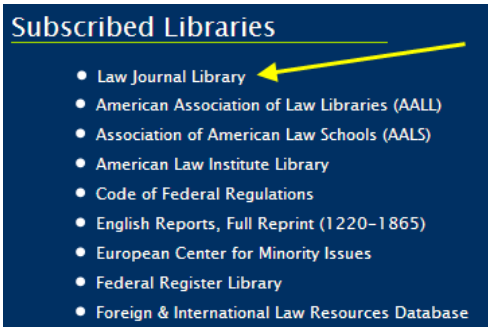 Subscribed Libraries
Law Journal Library
American Association of Law Libraries (AALL)
Association of American Law Schools (AALS)
American Law Institute Library
Code of Federal Regulations
English Reports, Full Reprint (1220-1865)
European Center for Minority Issues
Federal Register Library
Foreign & International Law Resources Database